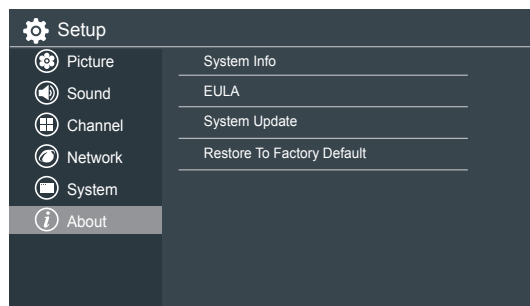 Setup
Picture
Sound
Channel
Network
System
About
System Info
EULA
System Update
Restore To Factory Default